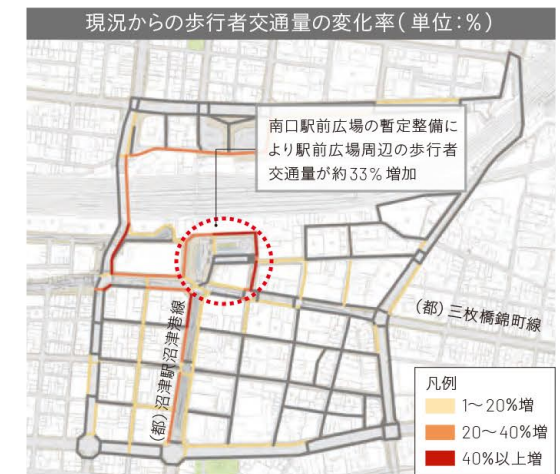 現況からの歩行者交通量の変化率(単位:%)
南口駅前広場の暫定整備に
より駅前広場周辺の歩行者
交通量が約33%増加
(都)三枚橋錦町線
(都)沼津駅沼津港線
凡例
1～20%増
20～40%増
40%以上増